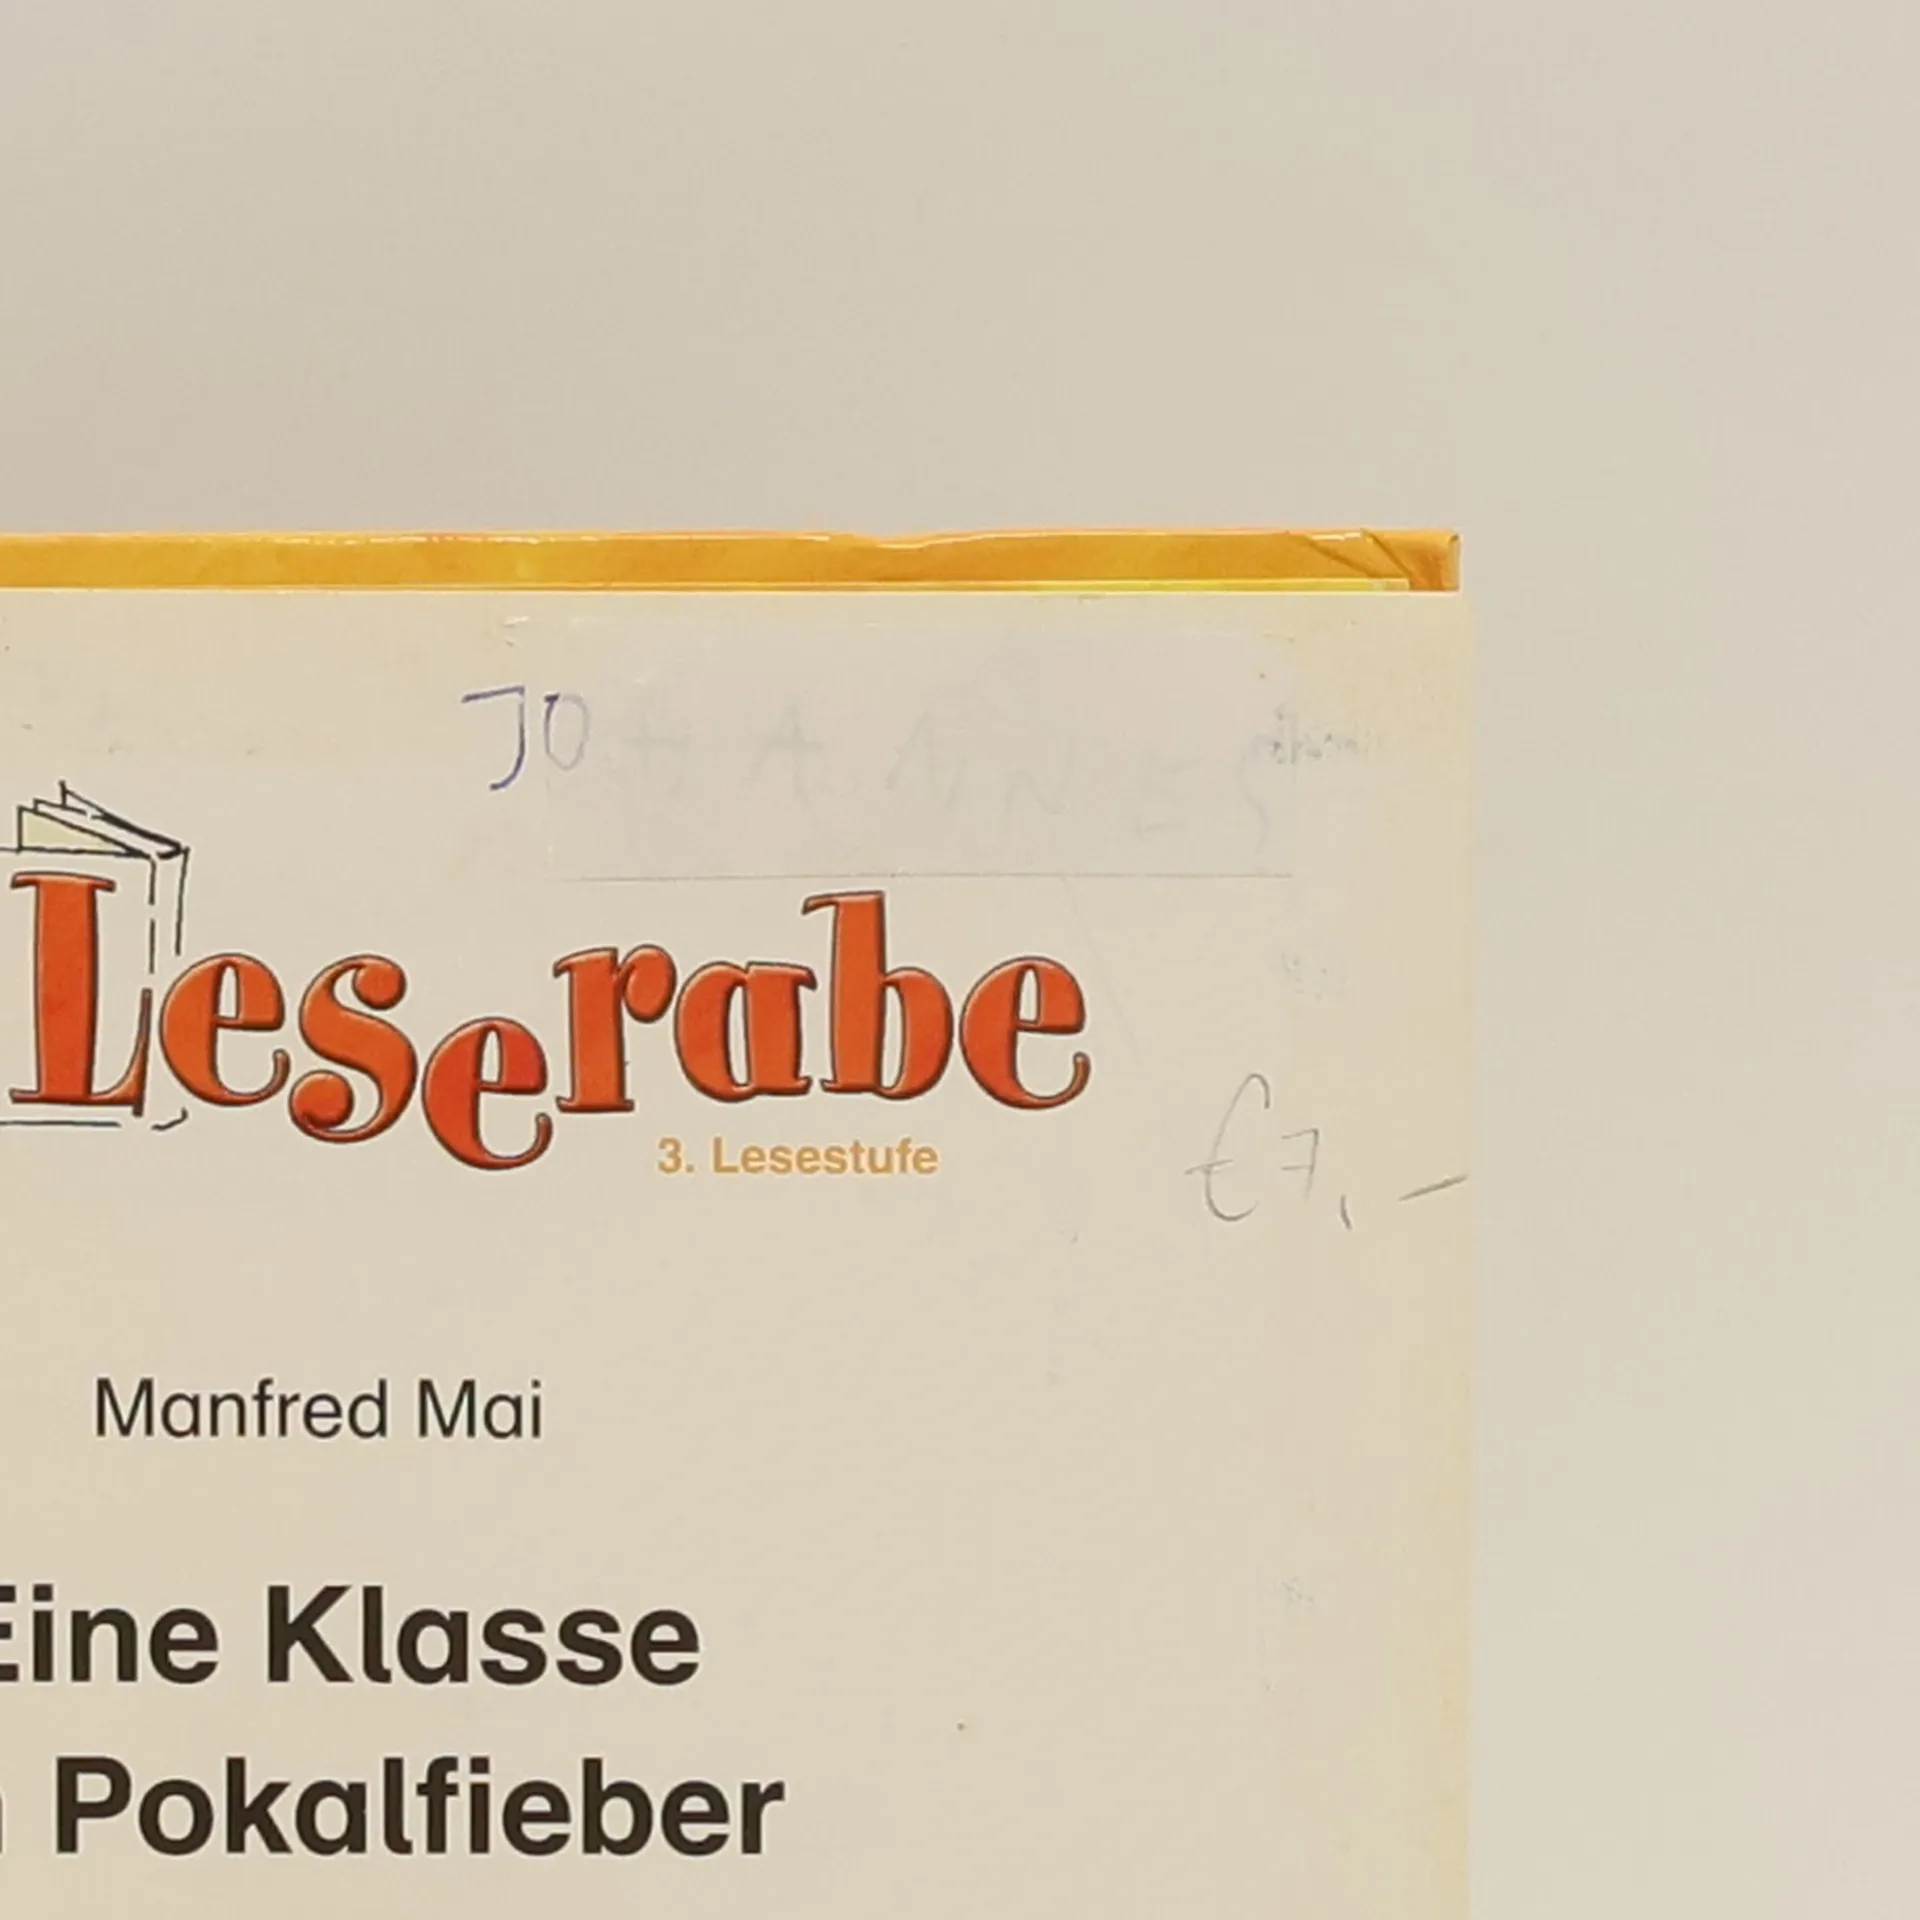 JOHANNES
Leserabe
3. Lesestufe
€7,-
Manfred Mai
Eine Klasse
Pokalfieber